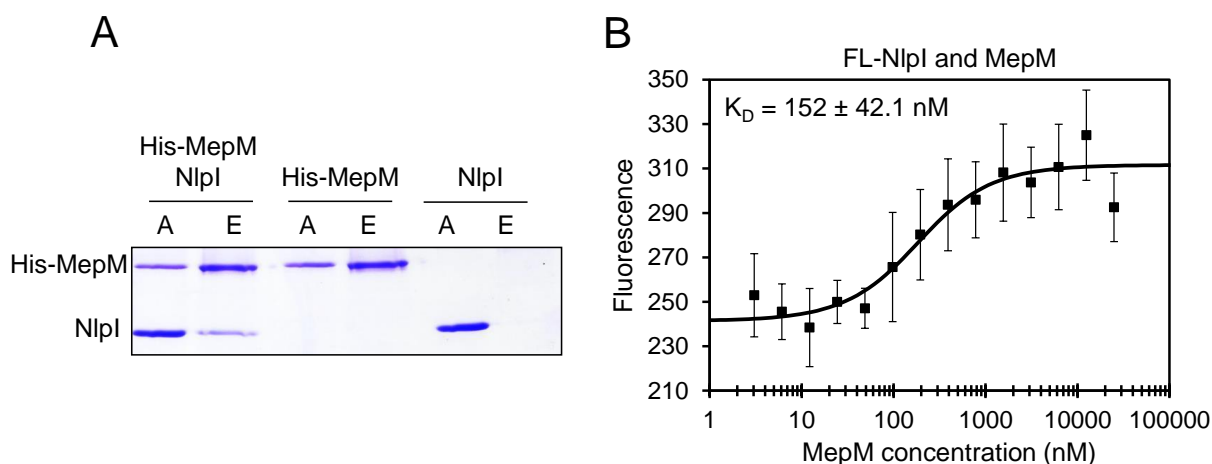 A
His-MepM
NlpI
His-MepM
NlpI
A E A E A E
His-MepM
NlpI
B
FL-NlpI and MepM
K_D = 152 ± 42.1 nM
Fluorescence
350
330
310
290
270
250
230
210
1 10 100 1000 10000 100000
MepM concentration (nM)